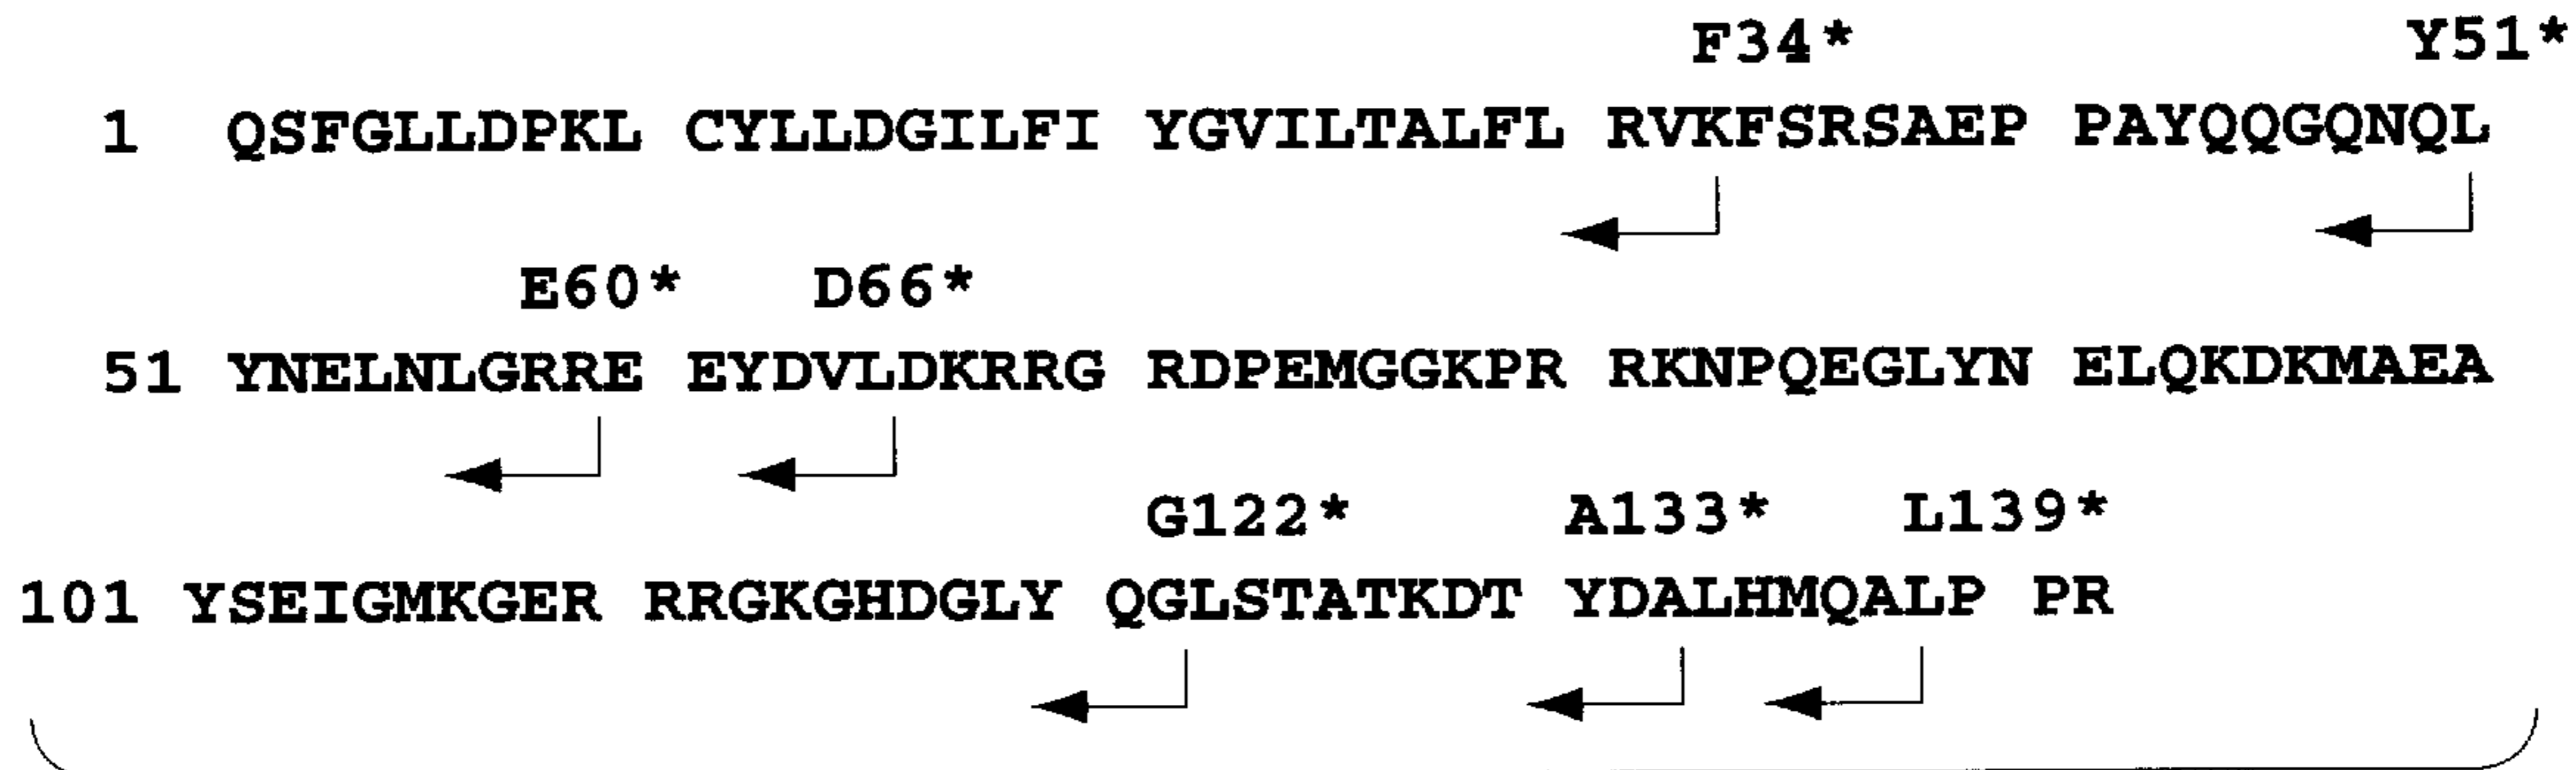 F34* Y51*
1 QSFGLLDPKL CYLLDGILFI YGVILTALFL RVKFSRSAEP PAYQQGQNQL
E60* D66*
51 YNELNLGRRE EYDVLDKRRG RDPEMGGKPR RKNPQEGLYN ELQKDKMAEA
G122* A133* L139*
101 YSEIGMKGER RRGKGHDGLY QGLSTATKDT YDALHMQALP PR